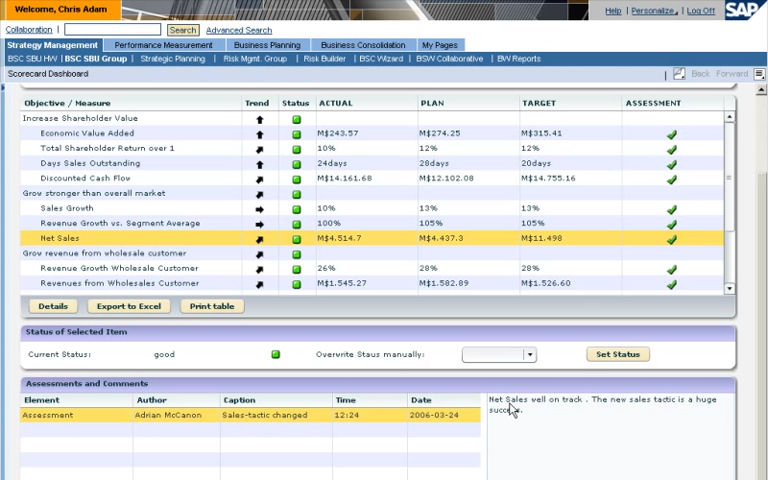 Welcome, Chris Adam
Help | Personalize | Log Off
SAP
Collaboration Search Advanced Search
Strategy Management Performance Measurement Business Planning Business Consolidation My Pages
BSC SBU HW | BSC SBU Group | Strategic Planning | Risk Mgmt. Group | Risk Builder | BSC Wizard | BSW Collaborative | BW Reports
Scorecard Dashboard | Back Forward
Objective / Measure Trend Status ACTUAL PLAN TARGET ASSESSMENT
Increase Shareholder Value
Economic Value Added M$243.57 M$274.25 M$315.41
Total Shareholder Return over 1 10% 12% 12%
Days Sales Outstanding 24days 28days 20days
Discounted Cash Flow M$14.161.68 M$12.102.08 M$14.755.16
Grow stronger than overall market
Sales Growth 10% 13% 13%
Revenue Growth vs. Segment Average 100% 105% 105%
Net Sales M$4.514.7 M$4.437.3 M$11.498
Grow revenue from wholesale customer
Revenue Growth Wholesale Customer 26% 28% 28%
Revenues from Wholesales Customer M$1.545.27 M$1.582.89 M$1.526.60
Details Export to Excel Print table
Status of Selected Item
Current Status: good Overwrite Staus manually: Set Status
Assessments and Comments
Element Author Caption Time Date
Assessment Adrian McCanon Sales-tactic changed 12:24 2006-03-24
Net Sales well on track . The new sales tactic is a huge
success.